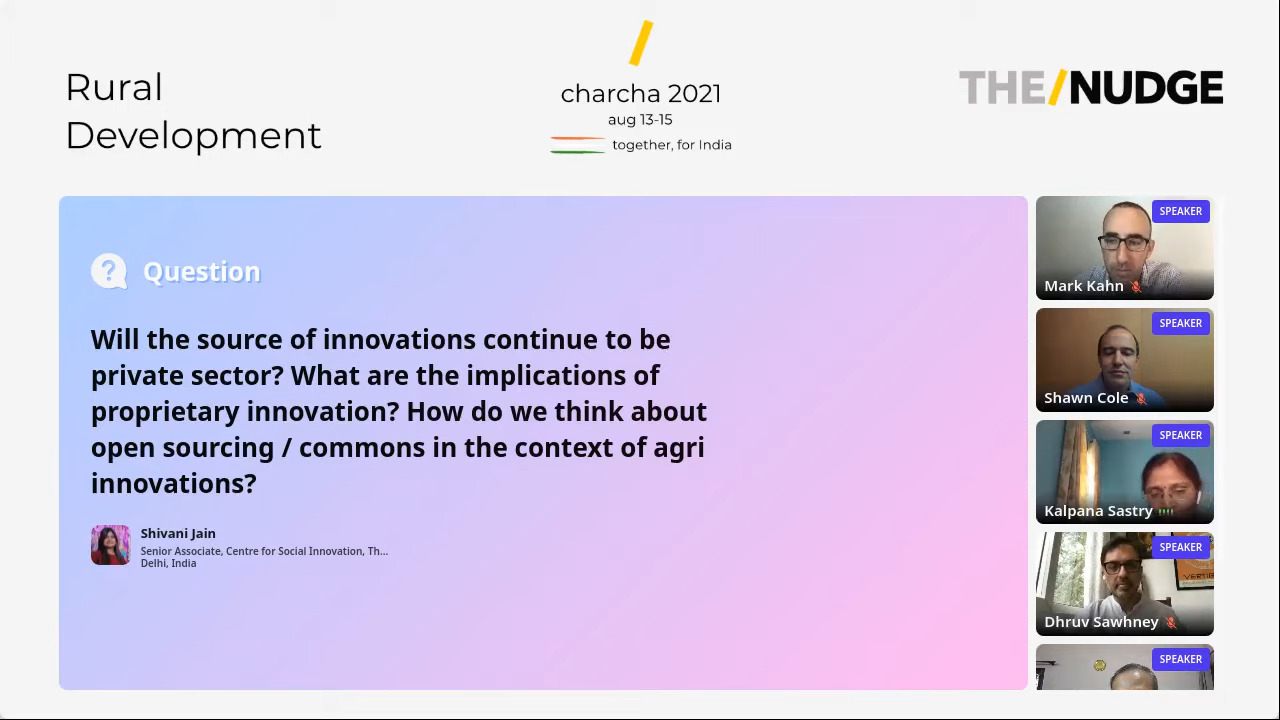 Rural
Development
charcha 2021
aug 13-15
together, for India
THE/NUDGE
Question
Will the source of innovations continue to be
private sector? What are the implications of
proprietary innovation? How do we think about
open sourcing / commons in the context of agri
innovations?
Shivani Jain
Senior Associate, Centre for Social Innovation, Th...
Delhi, India
SPEAKER
Mark Kahn
SPEAKER
Shawn Cole
SPEAKER
Kalpana Sastry
SPEAKER
VERTIGO
Dhruv Sawhney
SPEAKER